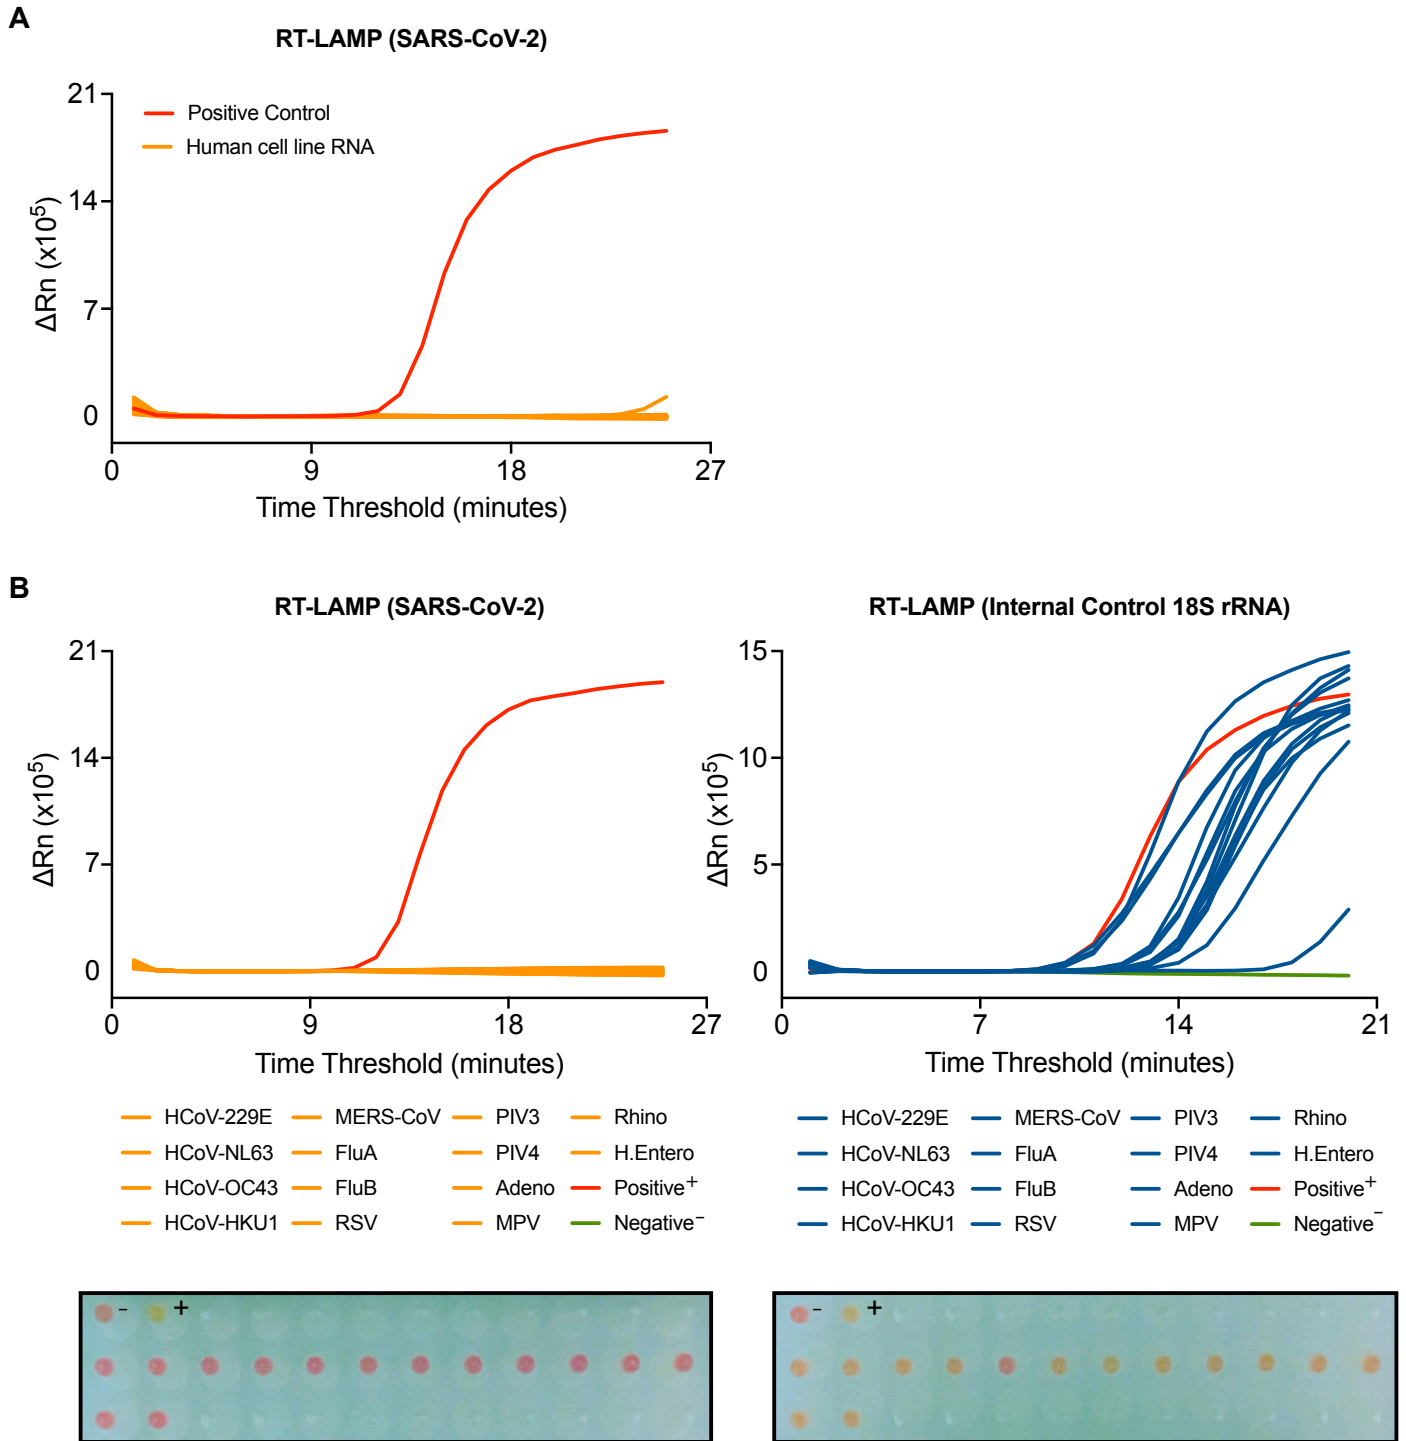 A
RT-LAMP (SARS-CoV-2)
21
14
7
0
ΔRn (x10⁵)
Positive Control
Human cell line RNA
0 9 18 27
Time Threshold (minutes)
B
RT-LAMP (SARS-CoV-2)
21
14
7
0
ΔRn (x10⁵)
0 9 18 27
Time Threshold (minutes)
HCoV-229E MERS-CoV PIV3 Rhino
HCoV-NL63 FluA PIV4 H.Entero
HCoV-OC43 FluB Adeno Positive⁺
HCoV-HKU1 RSV MPV Negative⁻
– +
RT-LAMP (Internal Control 18S rRNA)
15
10
5
0
ΔRn (x10⁵)
0 7 14 21
Time Threshold (minutes)
HCoV-229E MERS-CoV PIV3 Rhino
HCoV-NL63 FluA PIV4 H.Entero
HCoV-OC43 FluB Adeno Positive⁺
HCoV-HKU1 RSV MPV Negative⁻
– +